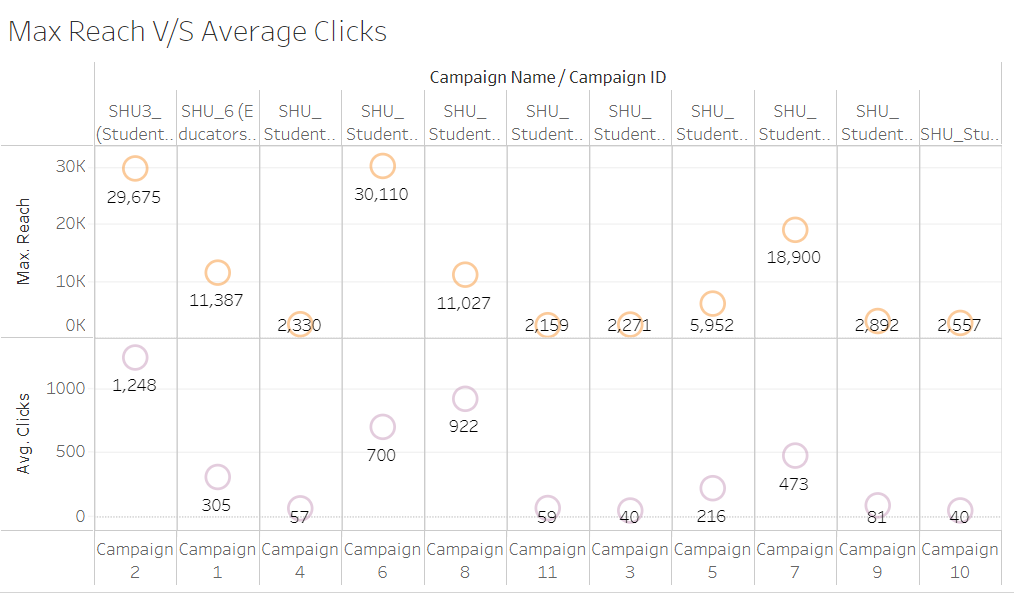 Max Reach V/S Average Clicks
Campaign Name / Campaign ID
SHU3_ (Student.. SHU_6 (E ducators.. SHU_ Student.. SHU_ Student.. SHU_ Student.. SHU_ Student.. SHU_ Student.. SHU_ Student.. SHU_ Student.. SHU_ Student.. SHU_Stu..
Max. Reach
30K
20K
10K
0K
29,675 11,387 2,330 30,110 11,027 2,159 2,271 5,952 18,900 2,892 2,557
Avg. Clicks
1000
500
0
1,248 305 57 700 922 59 40 216 473 81 40
Campaign 2 Campaign 1 Campaign 4 Campaign 6 Campaign 8 Campaign 11 Campaign 3 Campaign 5 Campaign 7 Campaign 9 Campaign 10